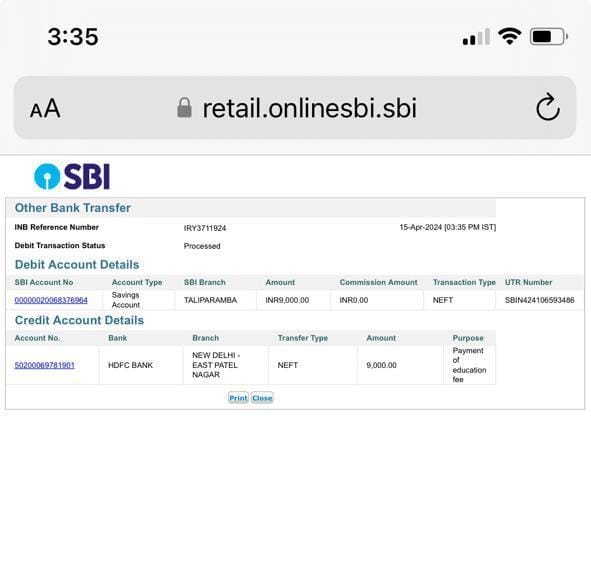 3:35
AA retail.onlinesbi.sbi
SBI
Other Bank Transfer
INB Reference Number IRY3711924 15-Apr-2024 [03:35 PM IST]
Debit Transaction Status Processed
Debit Account Details
SBI Account No Account Type SBI Branch Amount Commission Amount Transaction Type UTR Number
00000020068376964 Savings Account TALIPARAMBA INR9,000.00 INR0.00 NEFT SBIN424106593486
Credit Account Details
Account No. Bank Branch Transfer Type Amount Purpose
50200069781901 HDFC BANK NEW DELHI - EAST PATEL NAGAR NEFT 9,000.00 Payment of education fee
Print Close